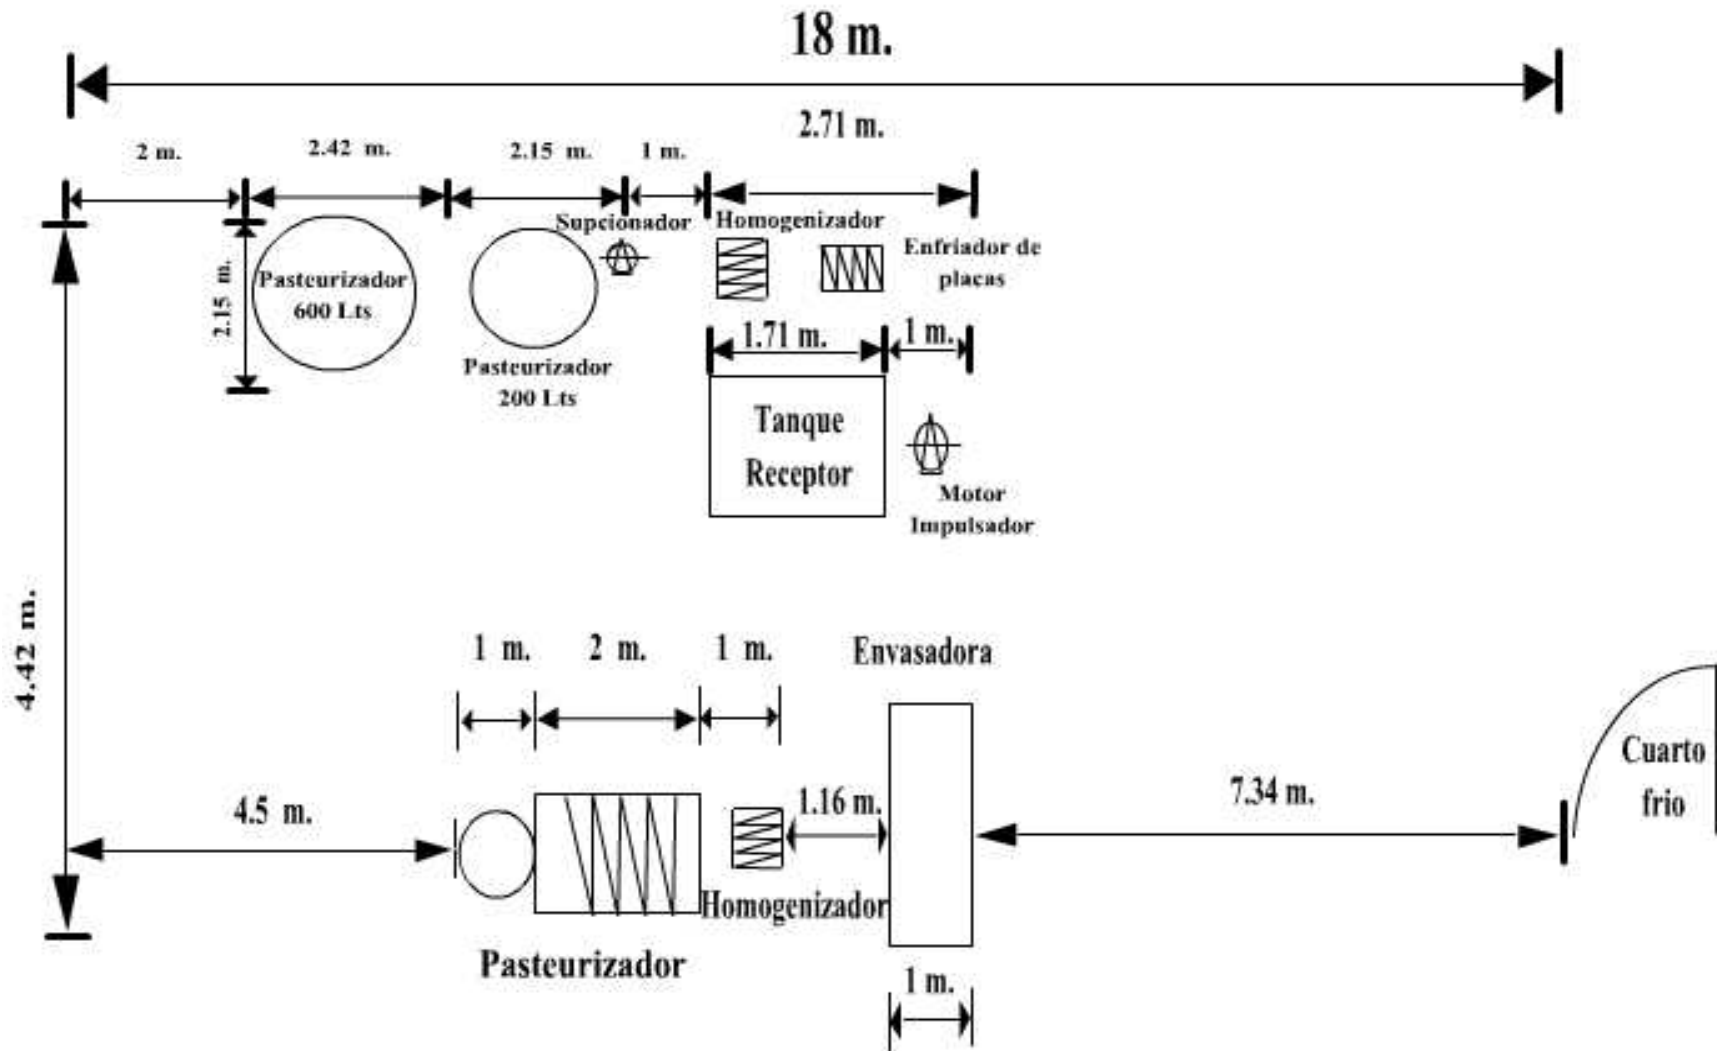 18 m.
2.71 m.
2 m.
2.42 m.
2.15 m.
1 m.
Supcionador
Homogenizador
Enfriador de
placas
Pasteurizador
600 Lts
2.15 m.
Pasteurizador
200 Lts
1.71 m.
1 m.
Tanque
Receptor
Motor
Impulsador
4.42 m.
1 m.
2 m.
1 m.
Envasadora
Cuarto
frio
4.5 m.
1.16 m.
7.34 m.
Homogenizador
Pasteurizador
1 m.